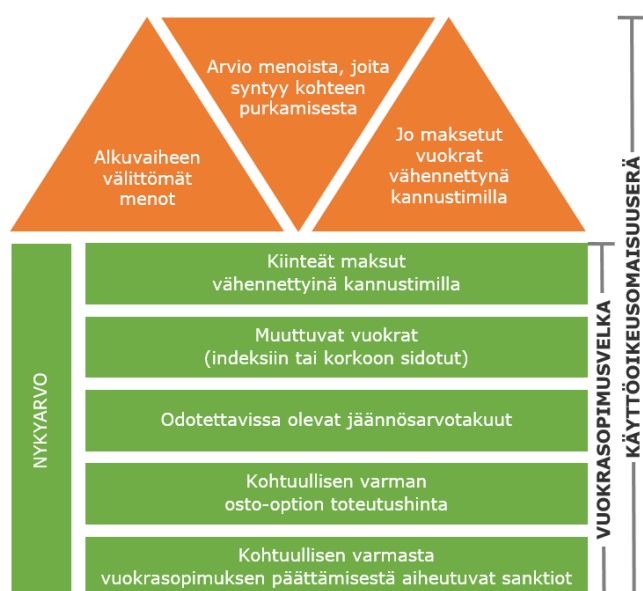 Arvio menoista, joita
syntyy kohteen
purkamisesta
Alkuvaiheen
välittömät
menot
Jo maksetut
vuokrat
vähennettynä
kannustimilla
NYKYARVO
Kiinteät maksut
vähennettyinä kannustimilla
Muuttuvat vuokrat
(indeksiin tai korkoon sidotut)
Odotettavissa olevat jäännösarvotakuut
Kohtuullisen varman
osto-option toteutushinta
Kohtuullisen varmasta
vuokrasopimuksen päättämisestä aiheutuvat sanktiot
VUOKRASOPIMUSVELKA
KÄYTTÖOIKEUSOMAISUUSERÄ